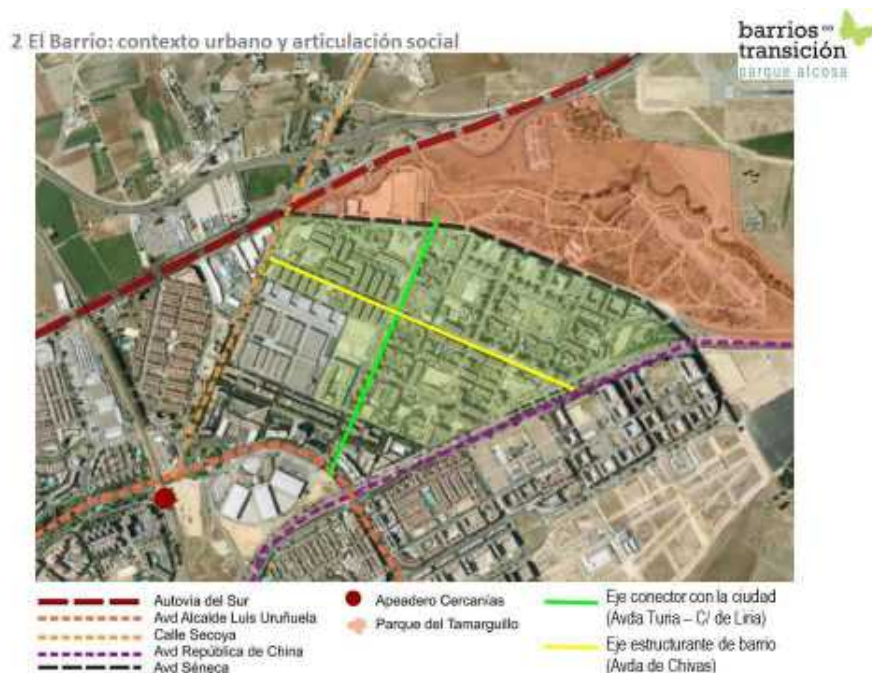 2 El Barrio: contexto urbano y articulación social
barrios en
transición
parque alcosa
Autovía del Sur
Avd Alcalde Luis Uruñuela
Calle Secoya
Avd República de China
Avd Séneca
Apeadero Cercanías
Parque del Tamarguillo
Eje conector con la ciudad
(Avda Turia – C/ de Liria)
Eje estructurante de barrio
(Avda de Chivas)